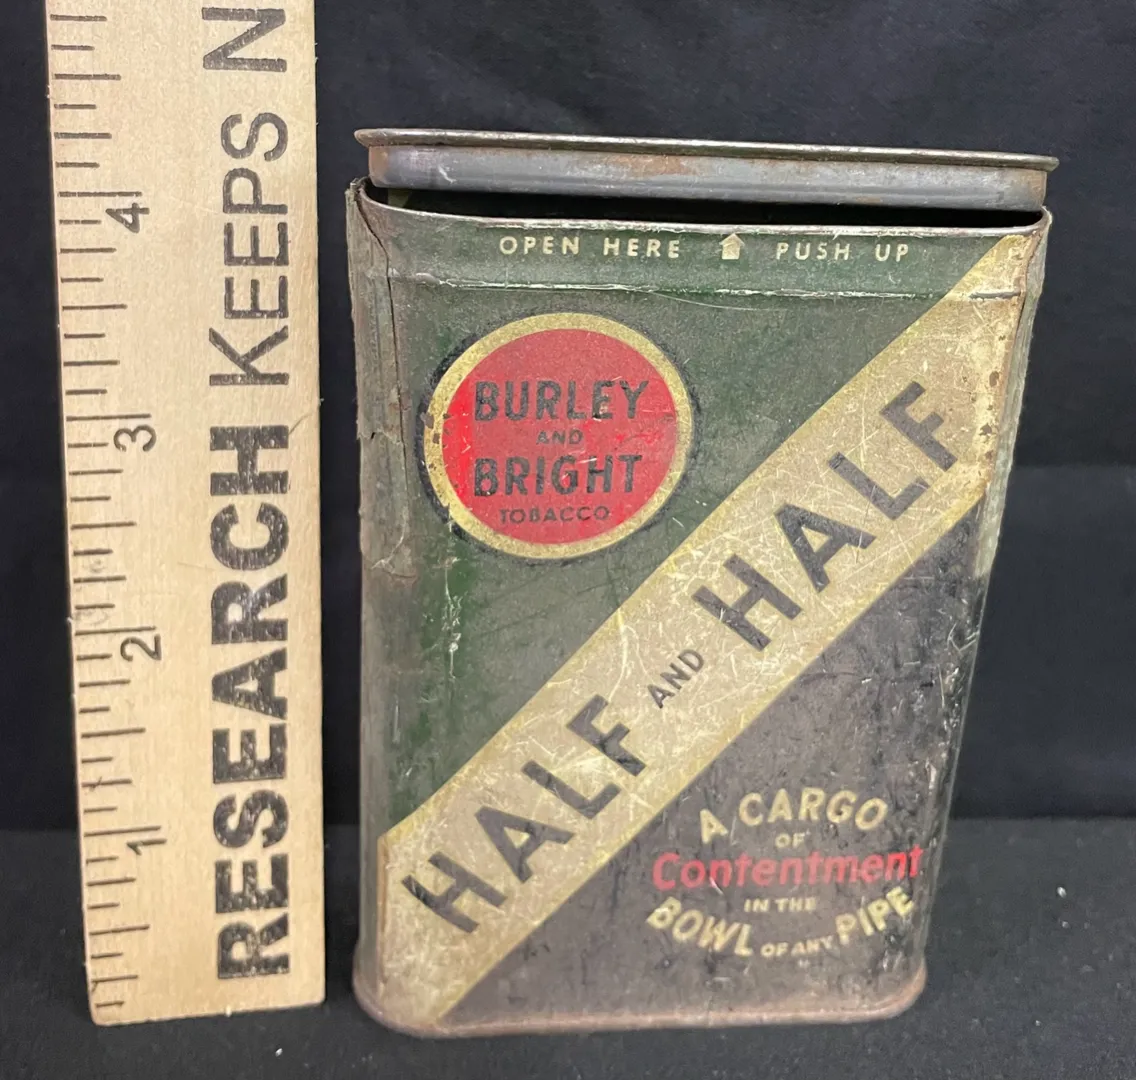 OPEN HERE PUSH UP
BURLEY
AND
BRIGHT
TOBACCO
HALF AND HALF
A CARGO
OF
Contentment
IN THE
BOWL OF ANY PIPE
RESEARCH KEEPS N
4
3
2
1